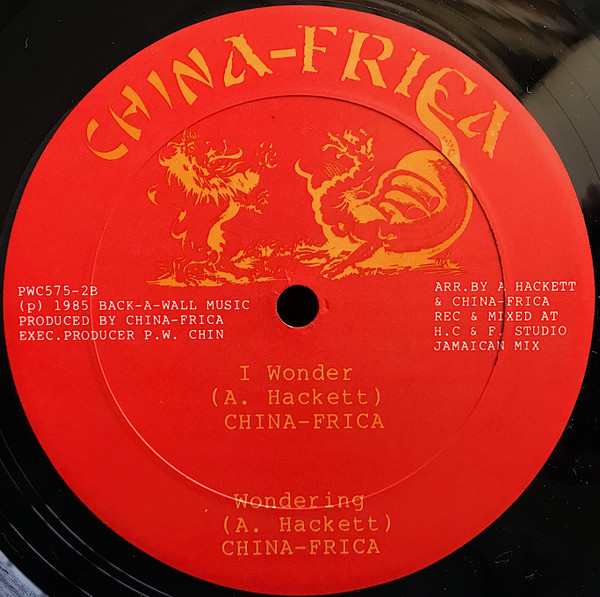 CHINA-FRICA
PWC575-2B
(p) 1985 BACK-A-WALL MUSIC
PRODUCED BY CHINA-FRICA
EXEC.PRODUCER P.W. CHIN
ARR.BY A HACKETT
& CHINA-FRICA
REC & MIXED AT
H.C & F. STUDIO
JAMAICAN MIX
I Wonder
(A. Hackett)
CHINA-FRICA
Wondering
(A. Hackett)
CHINA-FRICA